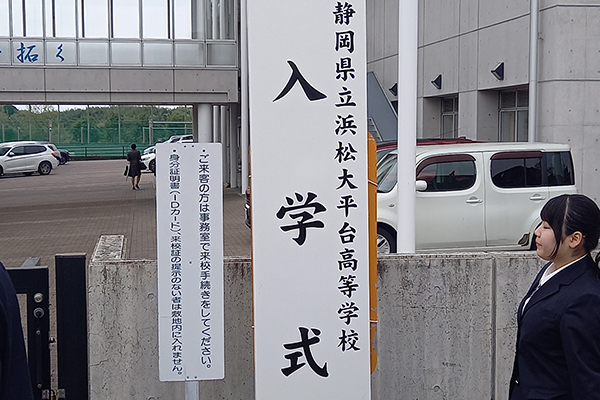 静岡県立浜松大平台高等学校
入学式
・ご来客の方は事務室で来校手続きをしてください。
・身分証明書(IDカード)、来校証の提示のない者は敷地内に入れません。
拓く